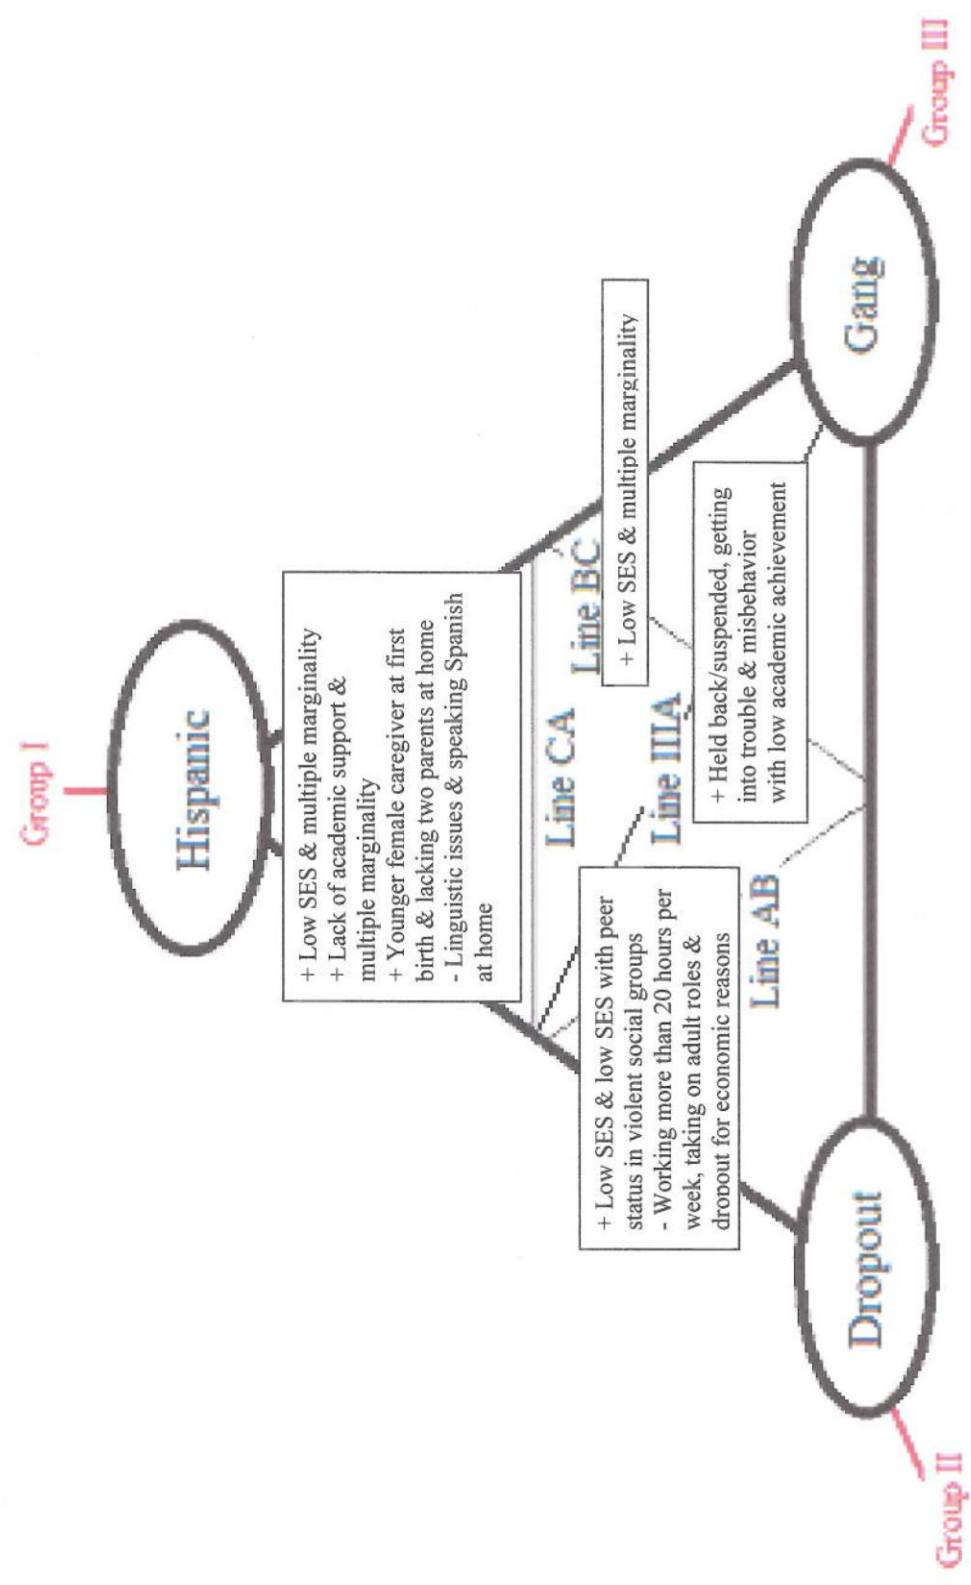 Group I
Hispanic
+ Low SES & multiple marginality
+ Lack of academic support &
multiple marginality
+ Younger female caregiver at first
birth & lacking two parents at home
- Linguistic issues & speaking Spanish
at home
Line CA
Line BC
+ Low SES & low SES with peer
status in violent social groups
- Working more than 20 hours per
week, taking on adult roles &
dropout for economic reasons
+ Low SES & multiple marginality
Line IIIA
+ Held back/suspended, getting
into trouble & misbehavior
with low academic achievement
Line AB
Dropout
Gang
Group II
Group III